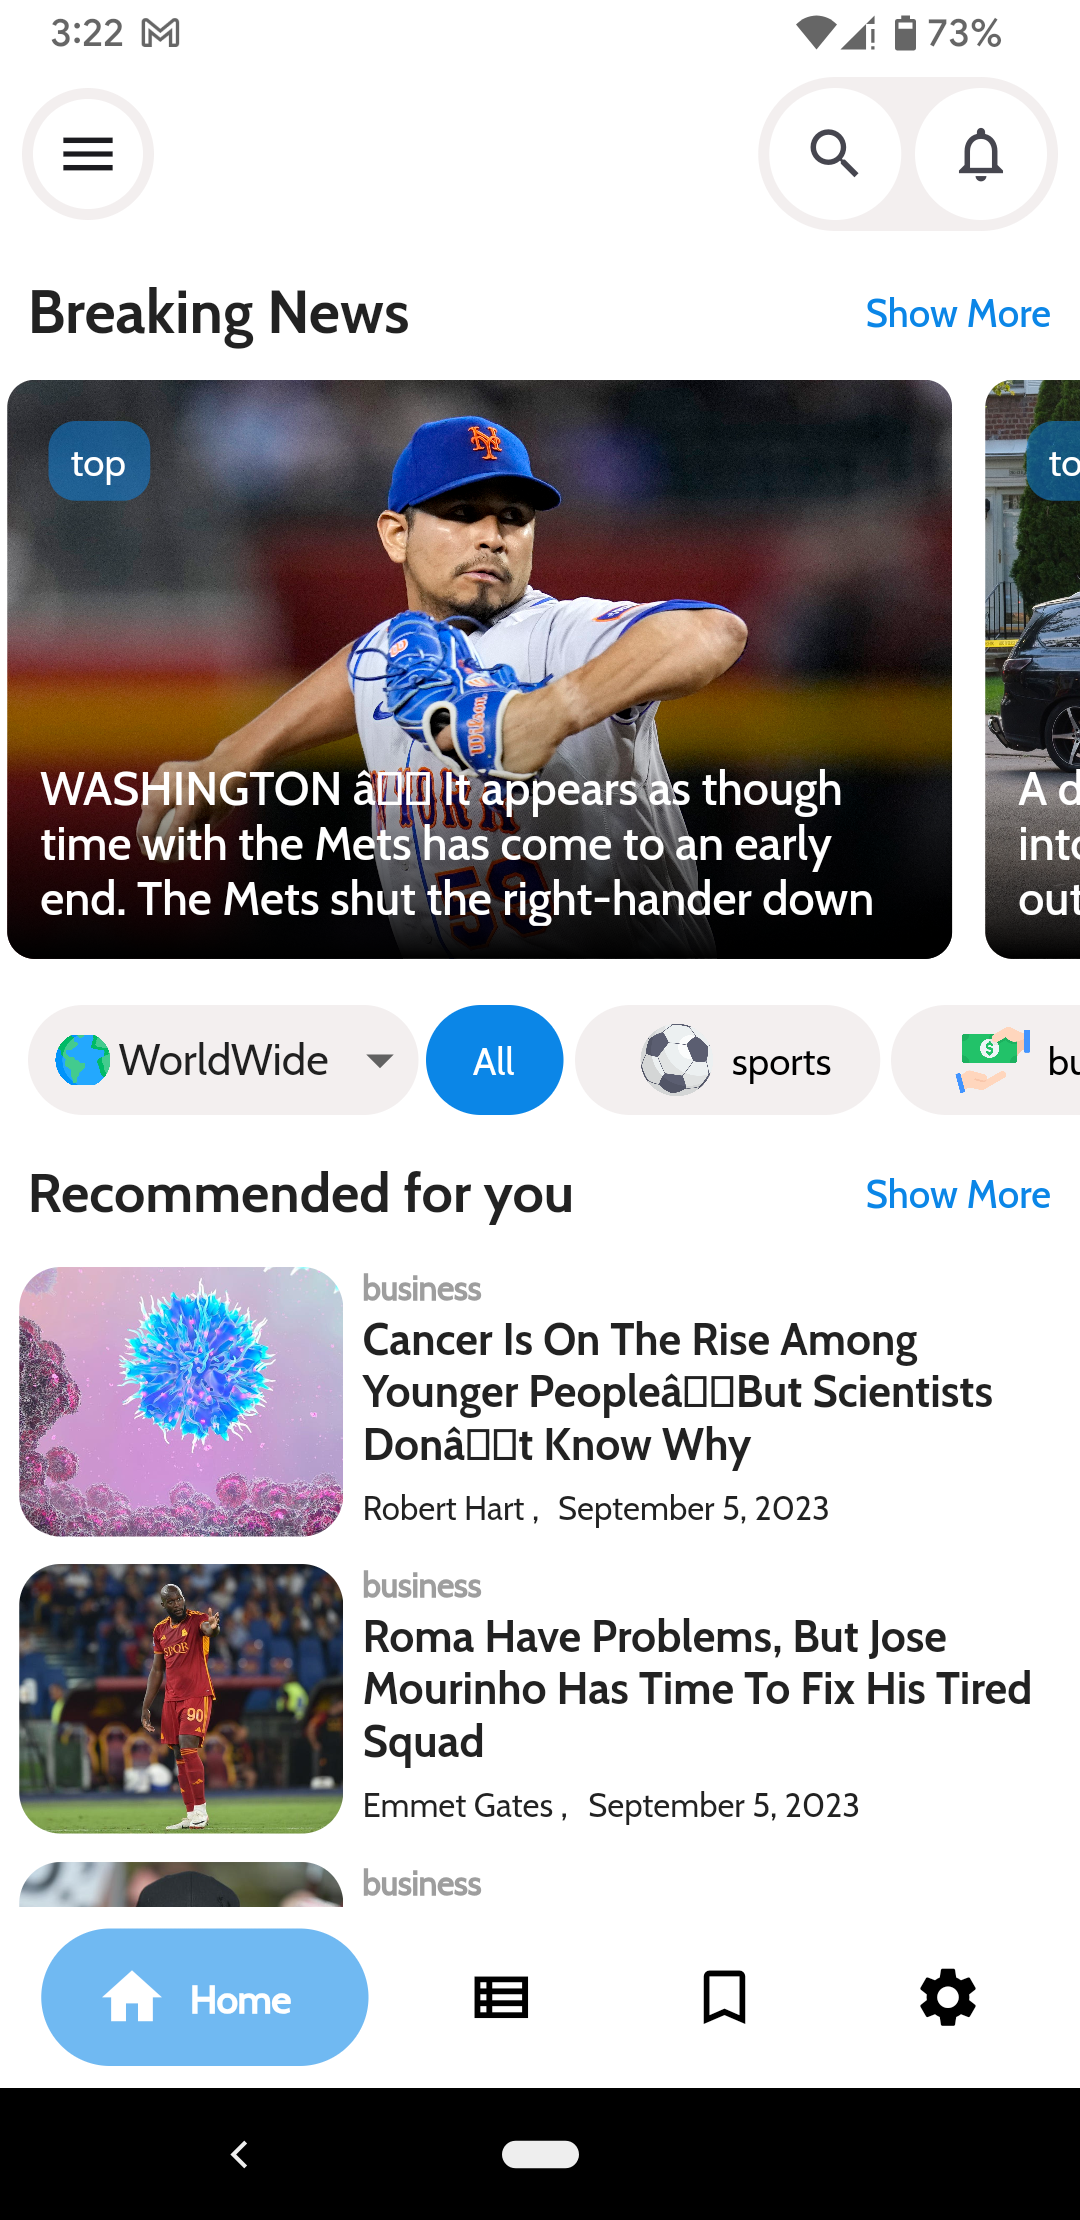 3:22 73%
Breaking News Show More
top
to
WASHINGTON â▯▯ It appears as though
time with the Mets has come to an early
end. The Mets shut the right-hander down
A d
into
out
WorldWide All sports bu
Recommended for you Show More
business
Cancer Is On The Rise Among
Younger Peopleâ▯▯But Scientists
Donâ▯▯t Know Why
Robert Hart , September 5, 2023
business
Roma Have Problems, But Jose
Mourinho Has Time To Fix His Tired
Squad
Emmet Gates , September 5, 2023
business
Home